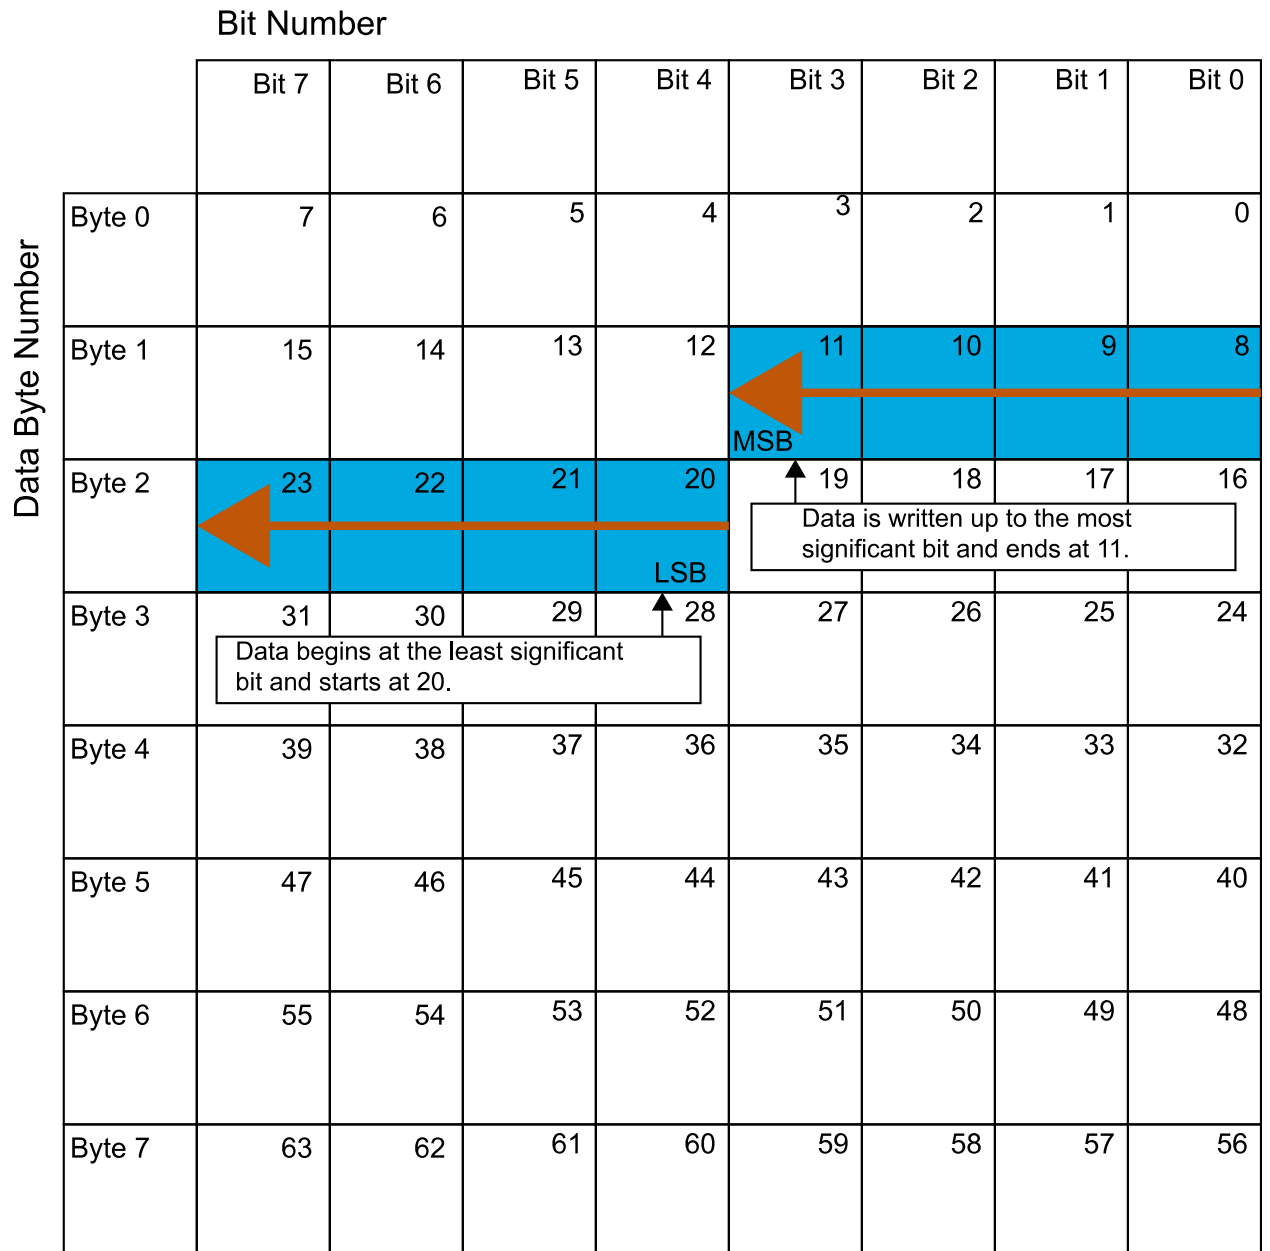 Bit Number
Bit 7 Bit 6 Bit 5 Bit 4 Bit 3 Bit 2 Bit 1 Bit 0
Data Byte Number
Byte 0 7 6 5 4 3 2 1 0
Byte 1 15 14 13 12 11 10 9 8
MSB
Byte 2 23 22 21 20 19 18 17 16
Data is written up to the most
significant bit and ends at 11.
LSB
Byte 3 31 30 29 28 27 26 25 24
Data begins at the least significant
bit and starts at 20.
Byte 4 39 38 37 36 35 34 33 32
Byte 5 47 46 45 44 43 42 41 40
Byte 6 55 54 53 52 51 50 49 48
Byte 7 63 62 61 60 59 58 57 56